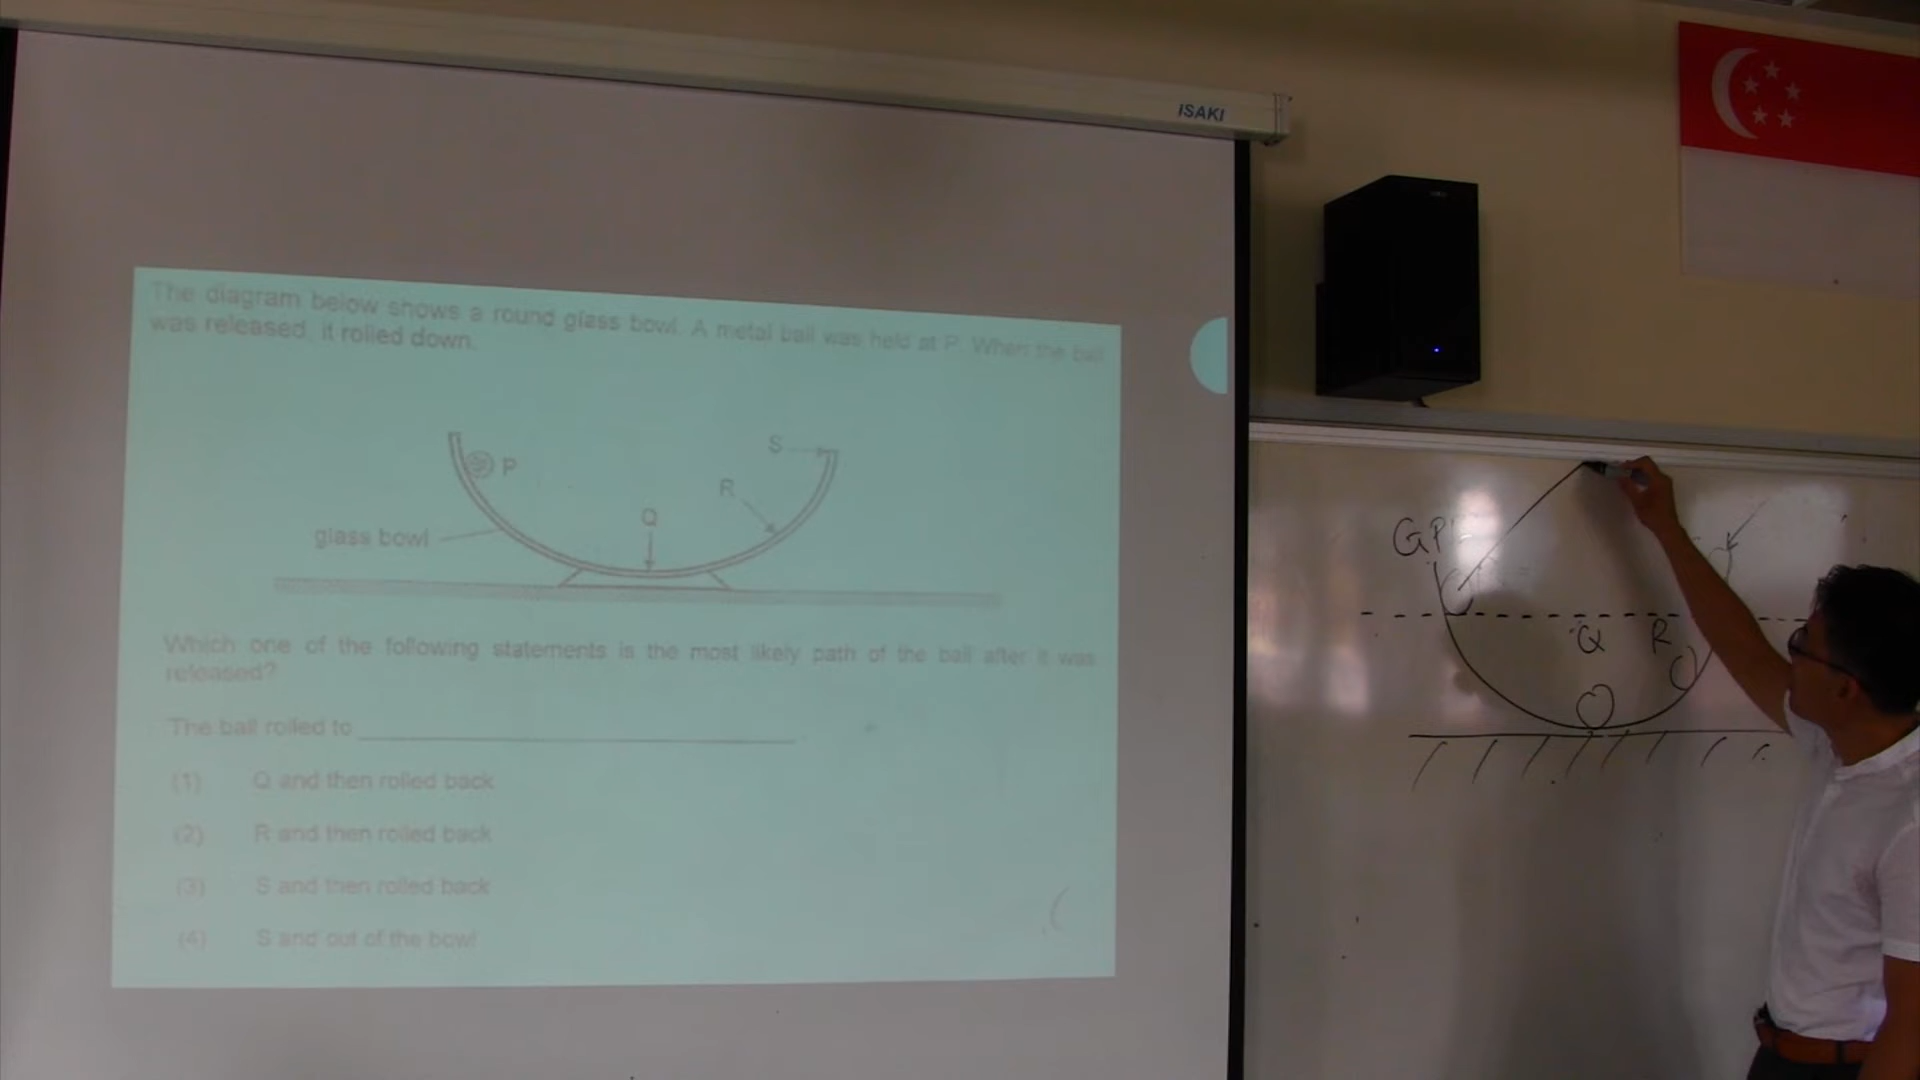 ISAKI
The diagram below shows a round glass bowl. A metal ball was held at P. When the ball
was released, it rolled down.
S
P
R
Q
glass bowl
Which one of the following statements is the most likely path of the ball after it was
released?
The ball rolled to
(1) Q and then rolled back
(2) R and then rolled back
(3) S and then rolled back
(4) S and out of the bowl
(
GP
Q R